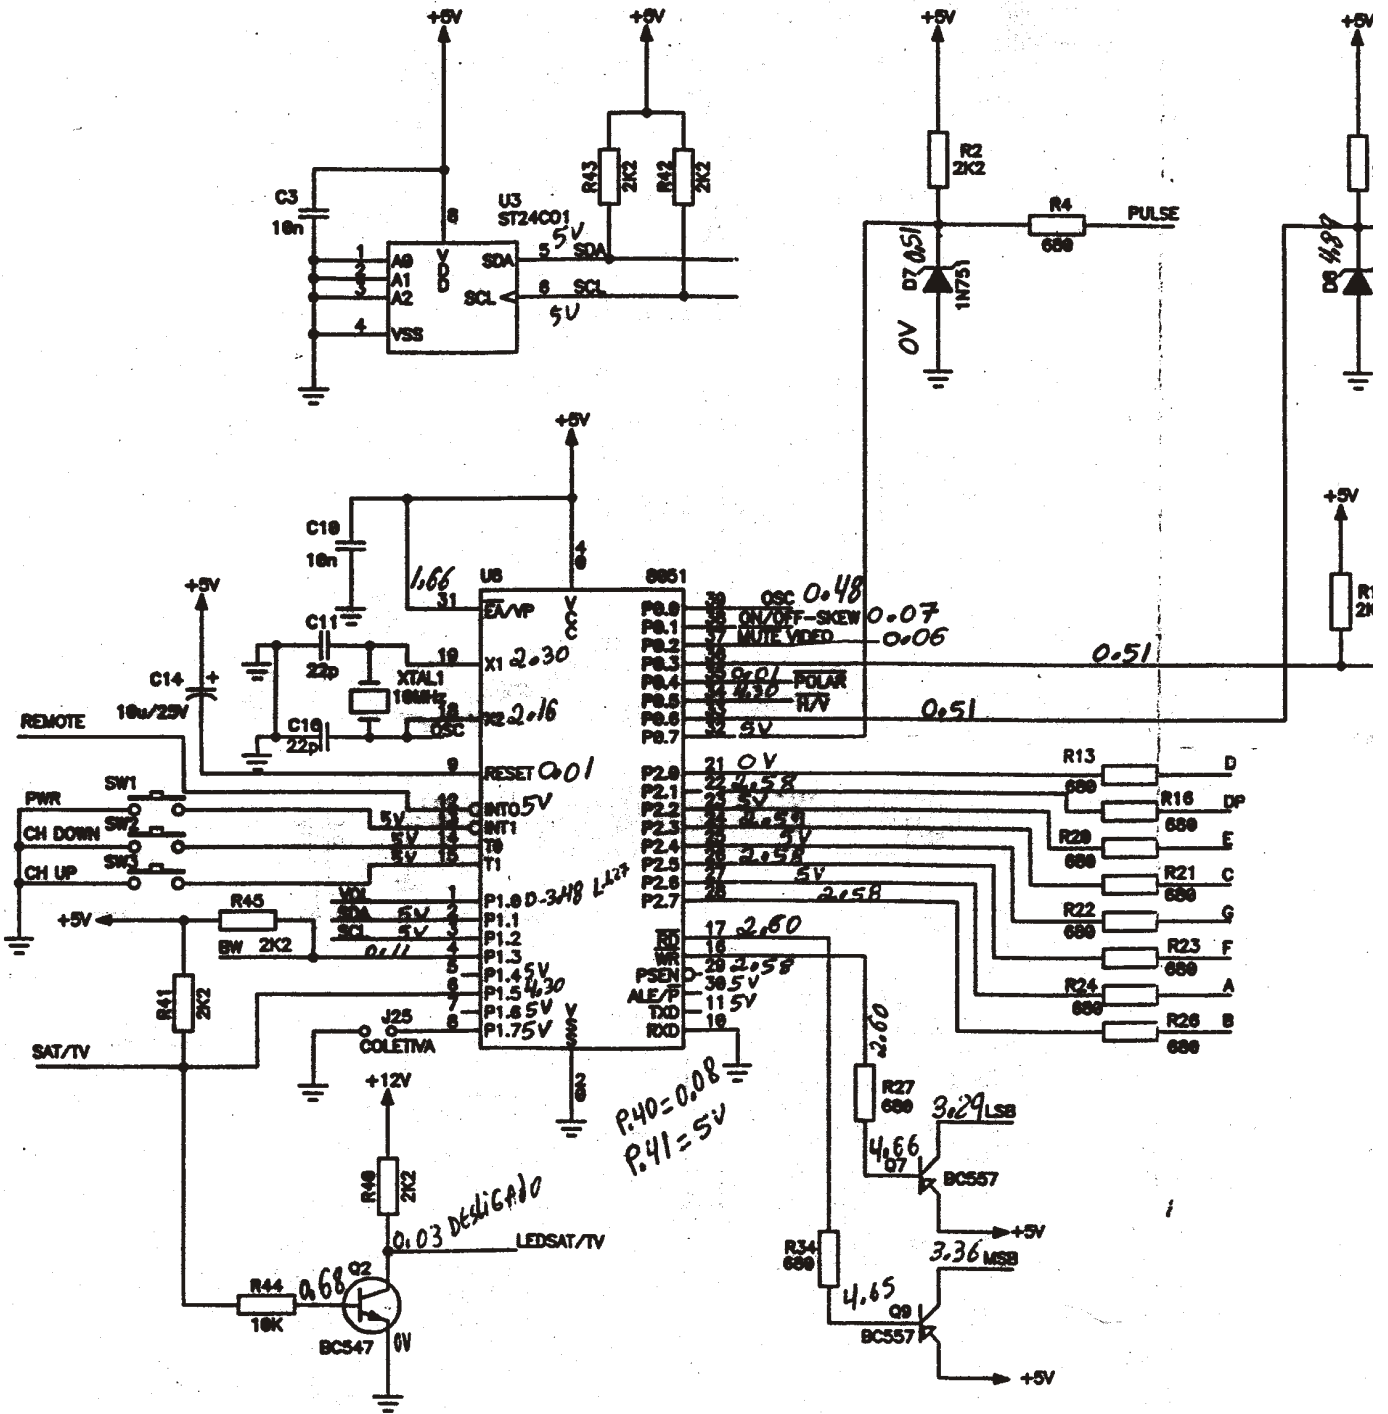 +5V
+5V
+5V
+5V
C3
10n
8
U3
ST24C01
5V
R43
2K2
R42
2K2
R2
2K2
R4
680
PULSE
1
2
3
4
A0
A1
A2
VSS
VDD
SDA
SCL
5
SDA
6
SCL
5V
D7
0.51
1N751
0V
D8
4.89
+5V
C10
10n
40
1.66
31
U6
8051
+5V
EA/VP
VCC
C11
22p
19
X1 2.30
XTAL1
10MHz
C14
10u/25V
+
C10
22p
18
OSC
X2 2.16
9
RESET 0.01
P0.0
39
OSC
0.48
P0.1
38
ON/OFF-SKEW
0.07
P0.2
37
MUTE VIDEO
0.06
P0.3
36
0.51
P0.4
35
0.01
POLAR
P0.5
34
4.30
H/V
P0.6
33
0.51
P0.7
32
5V
+5V
REMOTE
SW1
PWR
SW2
CH DOWN
SW3
CH UP
12
INT0 5V
5V
13
INT1
5V
14
T0
5V
15
T1
P2.0
21
0V
P2.1
22
2.58
P2.2
23
5V
P2.3
24
2.59
P2.4
25
5V
P2.5
26
2.58
P2.6
27
5V
P2.7
28
2.58
R13
680
D
R16
680
DP
R20
680
E
R21
680
C
R22
680
G
R23
680
F
R24
680
A
R26
680
B
VOL
1
P1.0
SDA
5V
2
P1.1
SCL
5V
3
P1.2
0.11
4
P1.3
5
P1.4 5V
6
P1.5 4.30
7
P1.6 5V
8
P1.7 5V
+5V
R45
BW 2K2
R41
2K2
J25
COLETIVA
SAT/TV
RD
17
2.60
WR
16
PSEN
29
2.58
ALE/P
30
5V
TXD
11
5V
RXD
10
VSS
20
P.40=0.08
P.41=5V
2.60
R27
680
3.29 LSB
4.66
Q7
BC557
+5V
+12V
R40
2K2
0.03 DESLIGADO
LEDSAT/TV
R44
10K
0.68
Q2
BC547
0V
R34
680
3.36 MSB
4.65
Q9
BC557
+5V